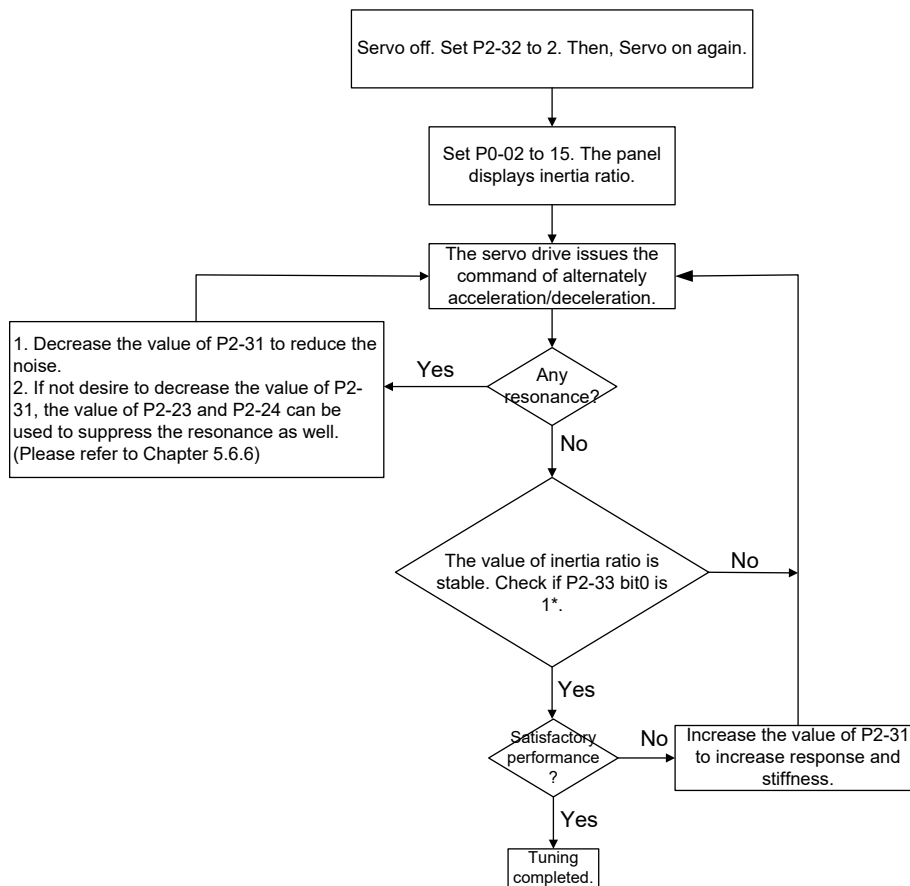 Servo off. Set P2-32 to 2. Then, Servo on again.
Set P0-02 to 15. The panel
displays inertia ratio.
The servo drive issues the
command of alternately
acceleration/deceleration.
1. Decrease the value of P2-31 to reduce the
noise.
2. If not desire to decrease the value of P2-
31, the value of P2-23 and P2-24 can be
used to suppress the resonance as well.
(Please refer to Chapter 5.6.6)
Yes
Any
resonance?
No
The value of inertia ratio is
stable. Check if P2-33 bit0 is
1*.
No
Yes
Satisfactory
performance
?
No
Increase the value of P2-31
to increase response and
stiffness.
Yes
Tuning
completed.